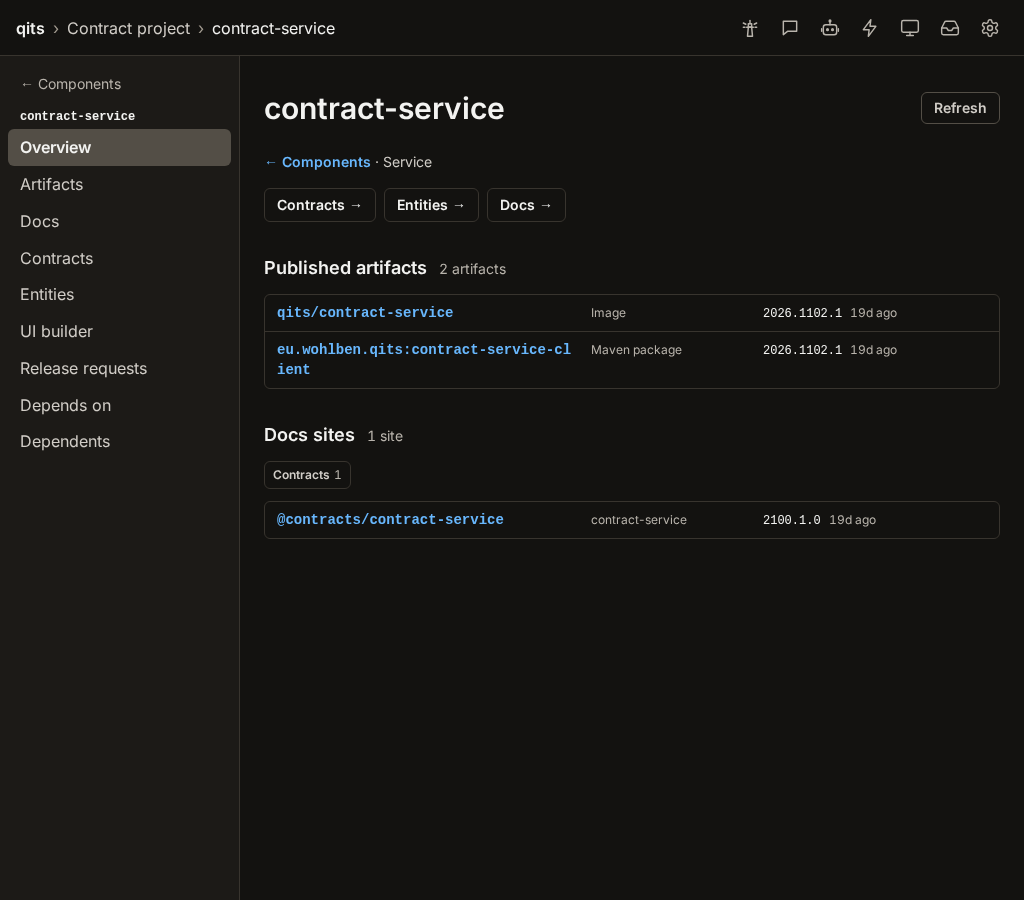 qits › Contract project › contract-service
← Components
contract-service
Overview
Artifacts
Docs
Contracts
Entities
UI builder
Release requests
Depends on
Dependents
contract-service
Refresh
← Components · Service
Contracts →
Entities →
Docs →
Published artifacts 2 artifacts
qits/contract-service Image 2026.1102.1 19d ago
eu.wohlben.qits:contract-service-cl Maven package 2026.1102.1 19d ago
ient
Docs sites 1 site
Contracts 1
@contracts/contract-service contract-service 2100.1.0 19d ago